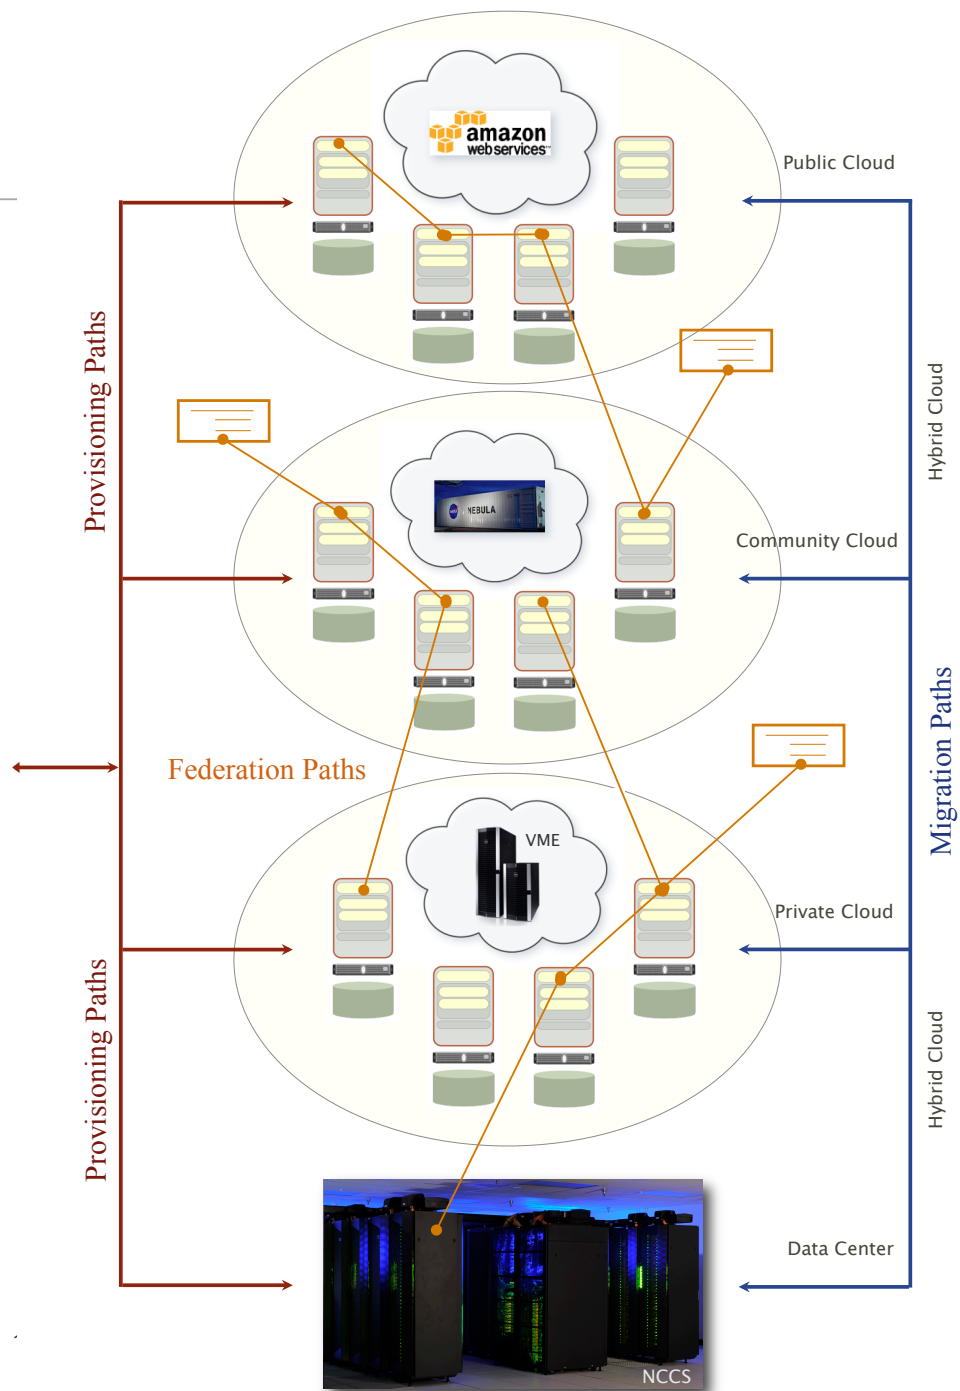 amazon
webservices™
Public Cloud
Provisioning Paths
Hybrid Cloud
NEBULA
Community Cloud
Federation Paths
Migration Paths
VME
Private Cloud
Provisioning Paths
Hybrid Cloud
Data Center
NCCS